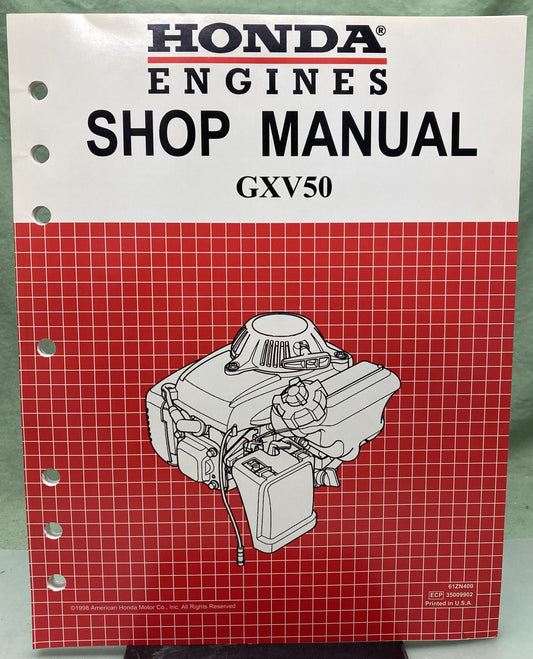 HONDA®
ENGINES
SHOP MANUAL
GXV50
61ZN400
ECP 35009902
Printed in U.S.A.
©1998 American Honda Motor Co., Inc. All Rights Reserved